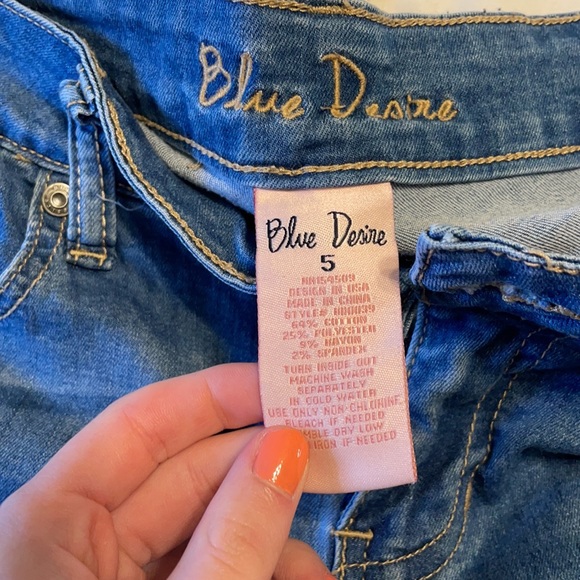 Blue Desire
Blue Desire
5
RN154509
DESIGN IN USA
MADE IN CHINA
64% COTTON
25% POLYESTER
9% RAYON
2% SPANDEX
TURN INSIDE OUT
MACHINE WASH
SEPARATELY
IN COLD WATER
USE ONLY NON-CHLORINE
BLEACH IF NEEDED
MBLE DRY LOW
IRON IF NEEDED